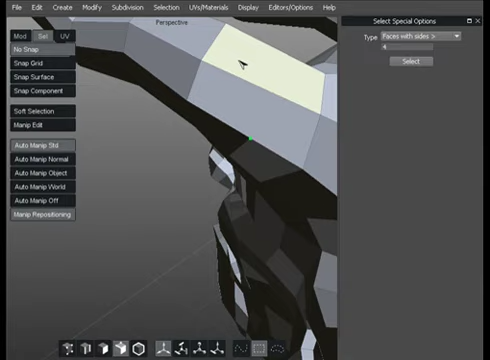 File Edit Create Modify Subdivision Selection UVs/Materials Display Editors/Options Help
Perspective
Select Special Options
Mod Set UV
Type Faces with sides >
No Snap
4
Snap Grid
Select
Snap Surface
Snap Component
Soft Selection
Manip Edit
Auto Manip Std
Auto Manip Normal
Auto Manip Object
Auto Manip World
Auto Manip Off
Manip Repositioning